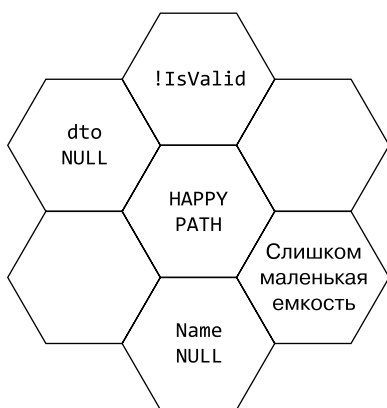 !IsValid
dto
NULL
HAPPY
PATH
Слишком
маленькая
емкость
Name
NULL